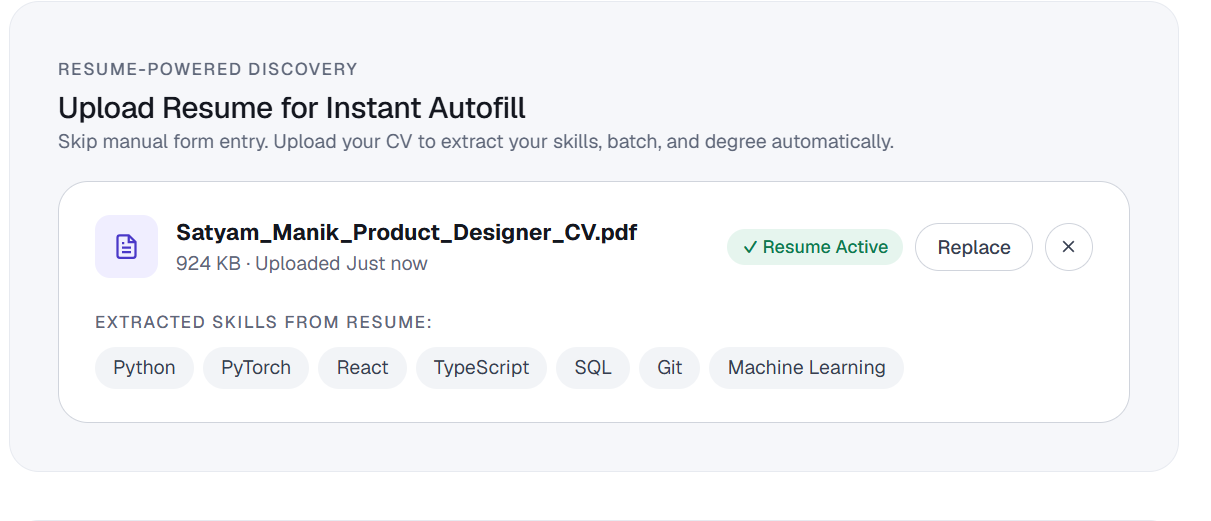 RESUME-POWERED DISCOVERY
Upload Resume for Instant Autofill
Skip manual form entry. Upload your CV to extract your skills, batch, and degree automatically.
Satyam_Manik_Product_Designer_CV.pdf
924 KB · Uploaded Just now
✓ Resume Active
Replace
×
EXTRACTED SKILLS FROM RESUME:
Python PyTorch React TypeScript SQL Git Machine Learning